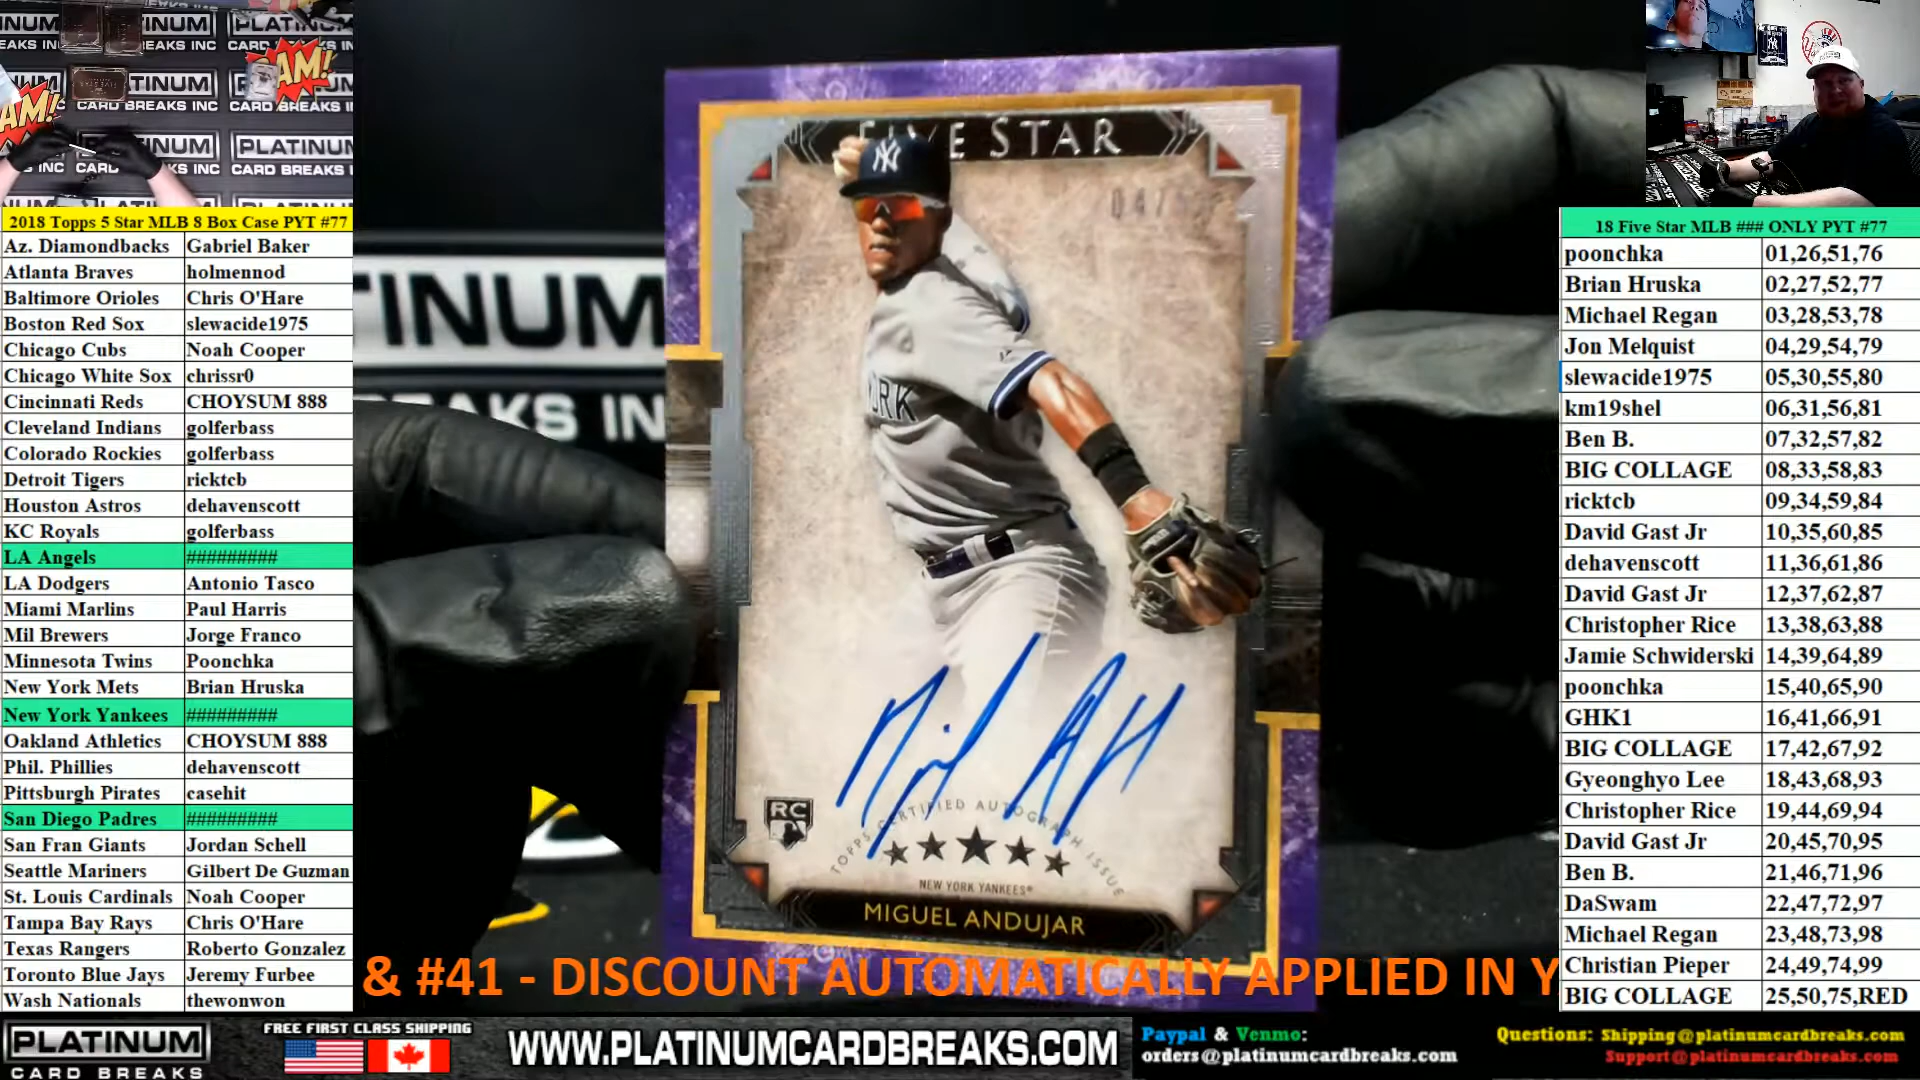 PLATINUM
CARD BREAKS INC
BAM!
2018 Topps 5 Star MLB 8 Box Case PYT #77
Az. Diamondbacks Gabriel Baker
Atlanta Braves holmennod
Baltimore Orioles Chris O'Hare
Boston Red Sox slewacide1975
Chicago Cubs Noah Cooper
Chicago White Sox chrissr0
Cincinnati Reds CHOYSUM 888
Cleveland Indians golferbass
Colorado Rockies golferbass
Detroit Tigers ricktcb
Houston Astros dehavenscott
KC Royals golferbass
LA Angels #########
LA Dodgers Antonio Tasco
Miami Marlins Paul Harris
Mil Brewers Jorge Franco
Minnesota Twins Poonchka
New York Mets Brian Hruska
New York Yankees #########
Oakland Athletics CHOYSUM 888
Phil. Phillies dehavenscott
Pittsburgh Pirates casehit
San Diego Padres #########
San Fran Giants Jordan Schell
Seattle Mariners Gilbert De Guzman
St. Louis Cardinals Noah Cooper
Tampa Bay Rays Chris O'Hare
Texas Rangers Roberto Gonzalez
Toronto Blue Jays Jeremy Furbee
Wash Nationals thewonwon
FIVE STAR
NY
RC
TOPPS CERTIFIED AUTOGRAPH ISSUE
NEW YORK YANKEES
MIGUEL ANDUJAR
18 Five Star MLB ### ONLY PYT #77
poonchka 01,26,51,76
Brian Hruska 02,27,52,77
Michael Regan 03,28,53,78
Jon Melquist 04,29,54,79
slewacide1975 05,30,55,80
km19shel 06,31,56,81
Ben B. 07,32,57,82
BIG COLLAGE 08,33,58,83
ricktcb 09,34,59,84
David Gast Jr 10,35,60,85
dehavenscott 11,36,61,86
David Gast Jr 12,37,62,87
Christopher Rice 13,38,63,88
Jamie Schwiderski 14,39,64,89
poonchka 15,40,65,90
GHK1 16,41,66,91
BIG COLLAGE 17,42,67,92
Gyeonghyo Lee 18,43,68,93
Christopher Rice 19,44,69,94
David Gast Jr 20,45,70,95
Ben B. 21,46,71,96
DaSwam 22,47,72,97
Michael Regan 23,48,73,98
Christian Pieper 24,49,74,99
BIG COLLAGE 25,50,75,RED
& #41 - DISCOUNT AUTOMATICALLY APPLIED IN Y
PLATINUM
CARD BREAKS
FREE FIRST CLASS SHIPPING
WWW.PLATINUMCARDBREAKS.COM
Paypal & Venmo:
orders@platinumcardbreaks.com
Questions: Shipping@platinumcardbreaks.com
Support@platinumcardbreaks.com